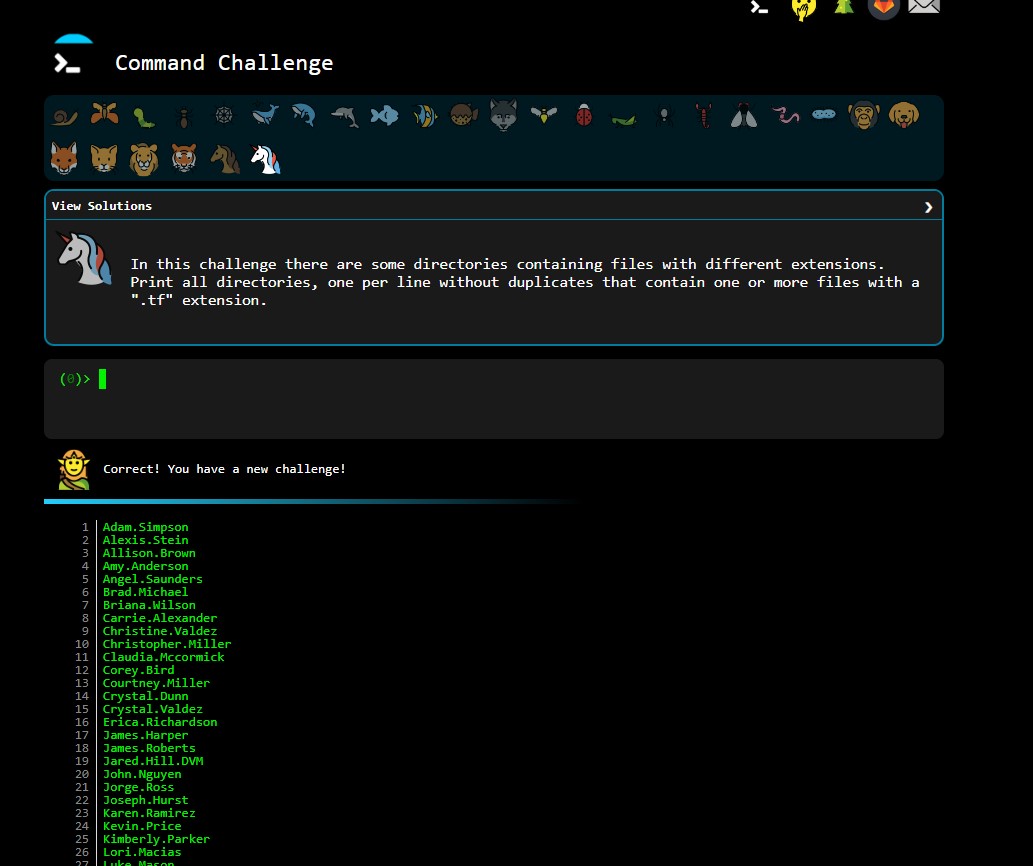 Command Challenge
View Solutions
In this challenge there are some directories containing files with different extensions.
Print all directories, one per line without duplicates that contain one or more files with a
".tf" extension.
(0)>
Correct! You have a new challenge!
1 Adam.Simpson
2 Alexis.Stein
3 Allison.Brown
4 Amy.Anderson
5 Angel.Saunders
6 Brad.Michael
7 Briana.Wilson
8 Carrie.Alexander
9 Christine.Valdez
10 Christopher.Miller
11 Claudia.Mccormick
12 Corey.Bird
13 Courtney.Miller
14 Crystal.Dunn
15 Crystal.Valdez
16 Erica.Richardson
17 James.Harper
18 James.Roberts
19 Jared.Hill.DVM
20 John.Nguyen
21 Jorge.Ross
22 Joseph.Hurst
23 Karen.Ramirez
24 Kevin.Price
25 Kimberly.Parker
26 Lori.Macias
27 Luke.Mason